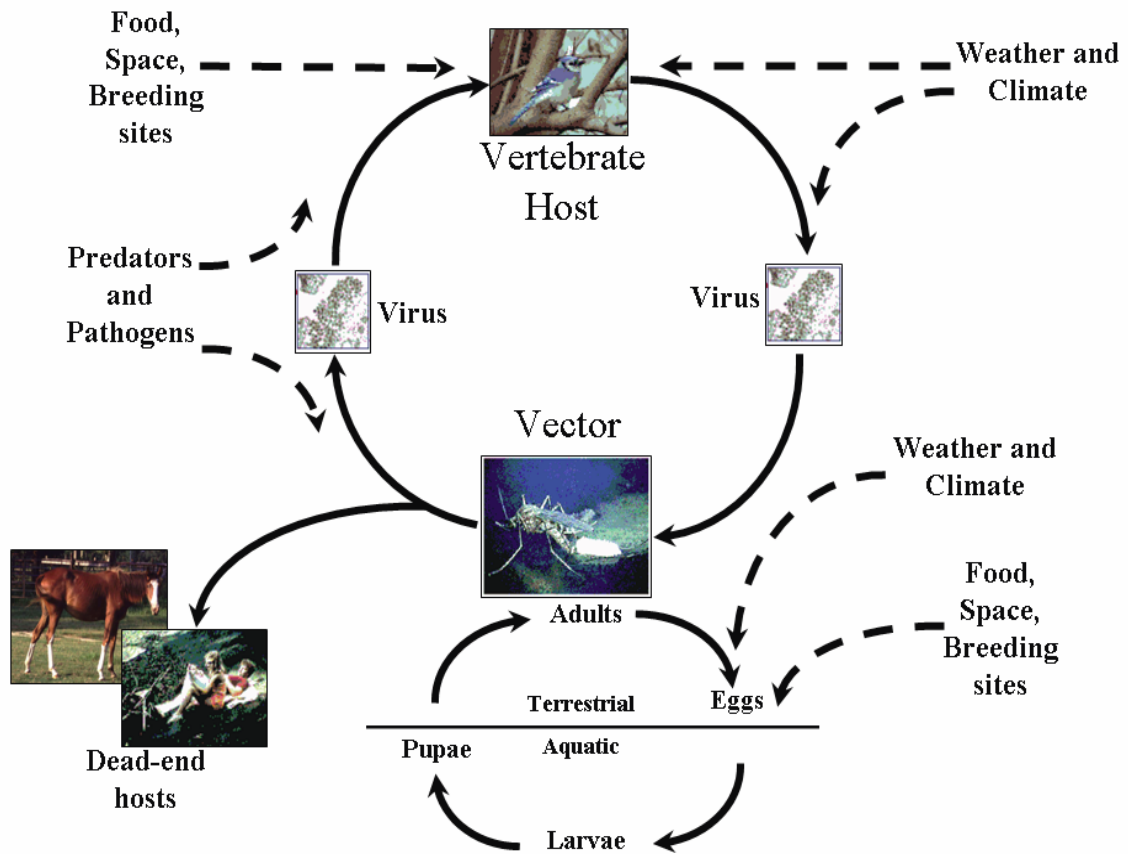 Food,
Space,
Breeding
sites
Weather and
Climate
Vertebrate
Host
Predators
and
Pathogens
Virus
Virus
Vector
Weather and
Climate
Food,
Space,
Breeding
sites
Adults
Terrestrial
Eggs
Pupae
Aquatic
Larvae
Dead-end
hosts